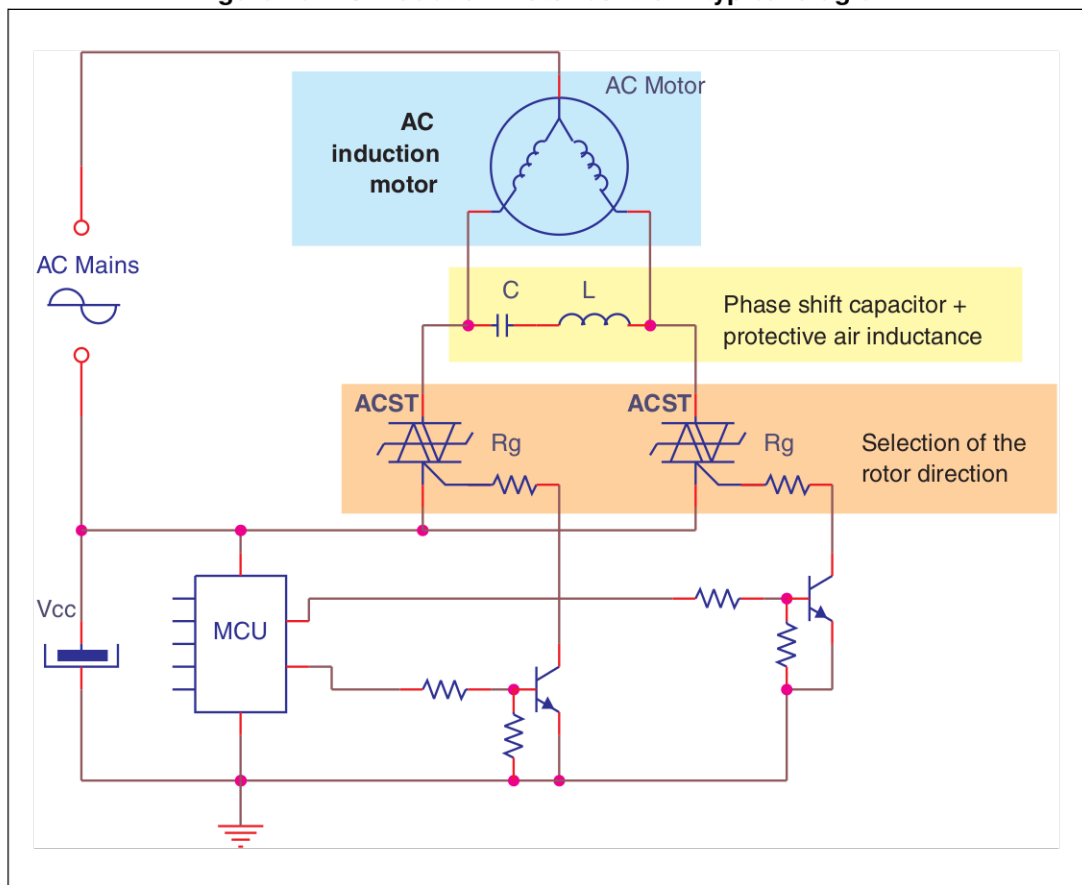 AC Motor
AC
induction
motor
AC Mains
C
L
Phase shift capacitor +
protective air inductance
ACST
ACST
Rg
Rg
Selection of the
rotor direction
Vcc
MCU